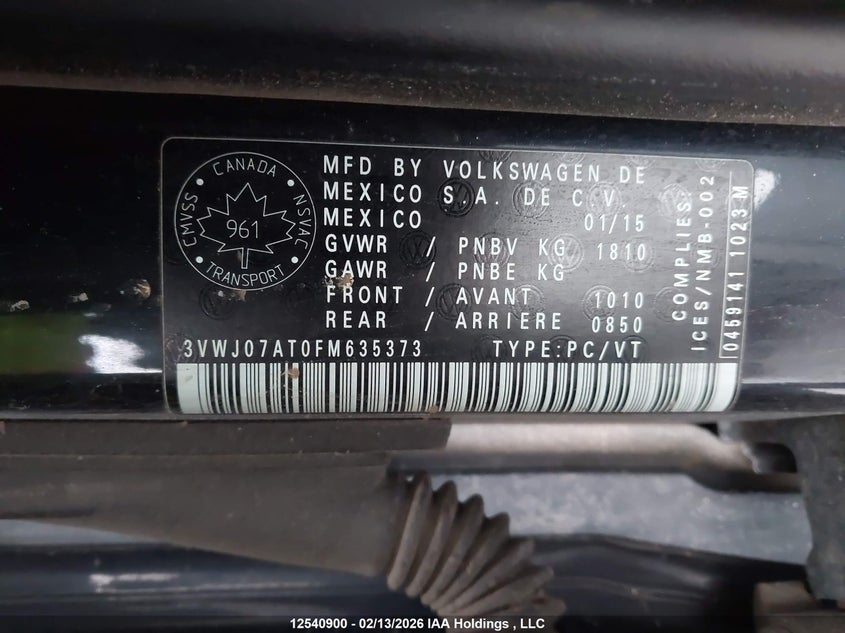 CANADA
CMVSS
NSVAC
961
TRANSPORT
MFD BY VOLKSWAGEN DE
MEXICO S.A. DE C.V.
MEXICO 01/15
GVWR / PNBV KG 1810
GAWR / PNBE KG
FRONT / AVANT 1010
REAR / ARRIERE 0850
3VWJ07AT0FM635373 TYPE:PC/VT
COMPLIES:
ICES/NMB-002
0459141 1023 M
12540900 - 02/13/2026 IAA Holdings , LLC